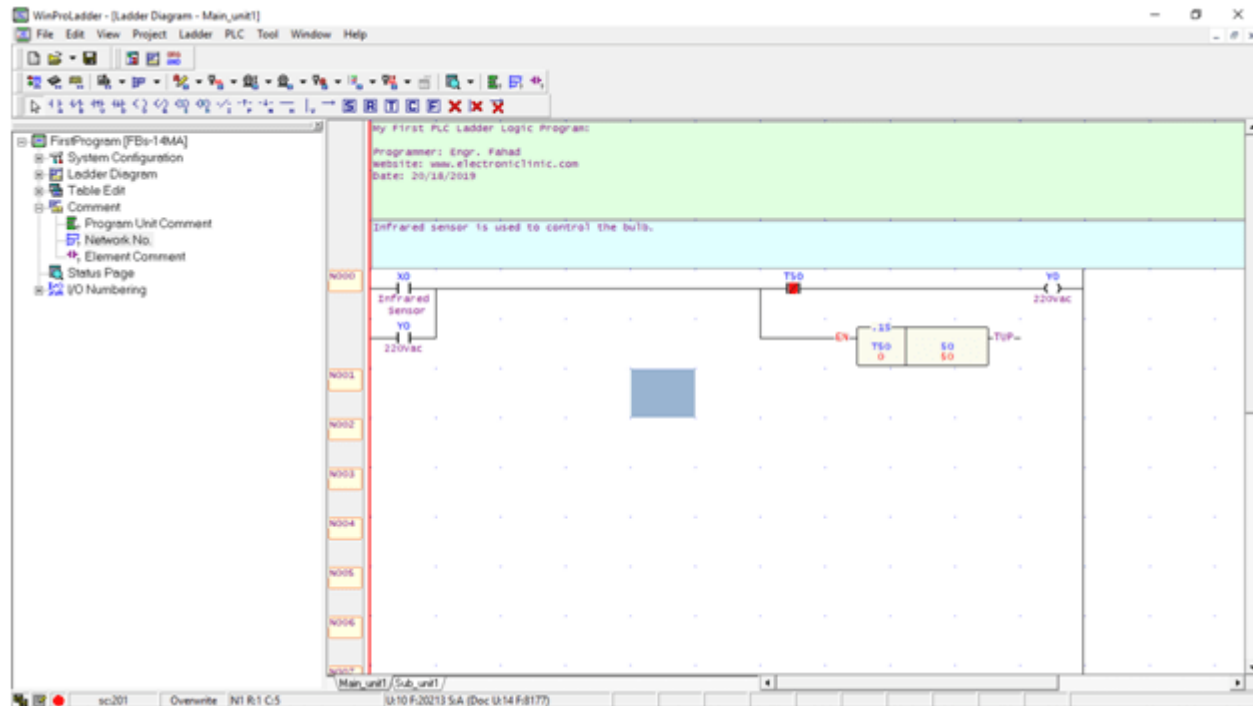 WinProLadder - [Ladder Diagram - Main_unit1]
File Edit View Project Ladder PLC Tool Window Help
S R T C F
FirstProgram [FBs-14MA]
System Configuration
Ladder Diagram
Table Edit
Comment
Program Unit Comment
Network No.
Element Comment
Status Page
I/O Numbering
My First PLC Ladder Logic Program:
Programmer: Engr. Fahad
Website: www.electroniclinic.com
Date: 20/18/2019
Infrared sensor is used to control the bulb.
N000
X0
T50
Y0
Infrared
Sensor
220vac
Y0
220vac
EN
.1S
T50
50
0
50
TUP
N001
N002
N003
N004
N005
N006
N007
Main_unit1 Sub_unit1
sc:201 Overwrite N1 R:1 C:5 U:10 F:20213 S:A (Doc U:14 F:8177)